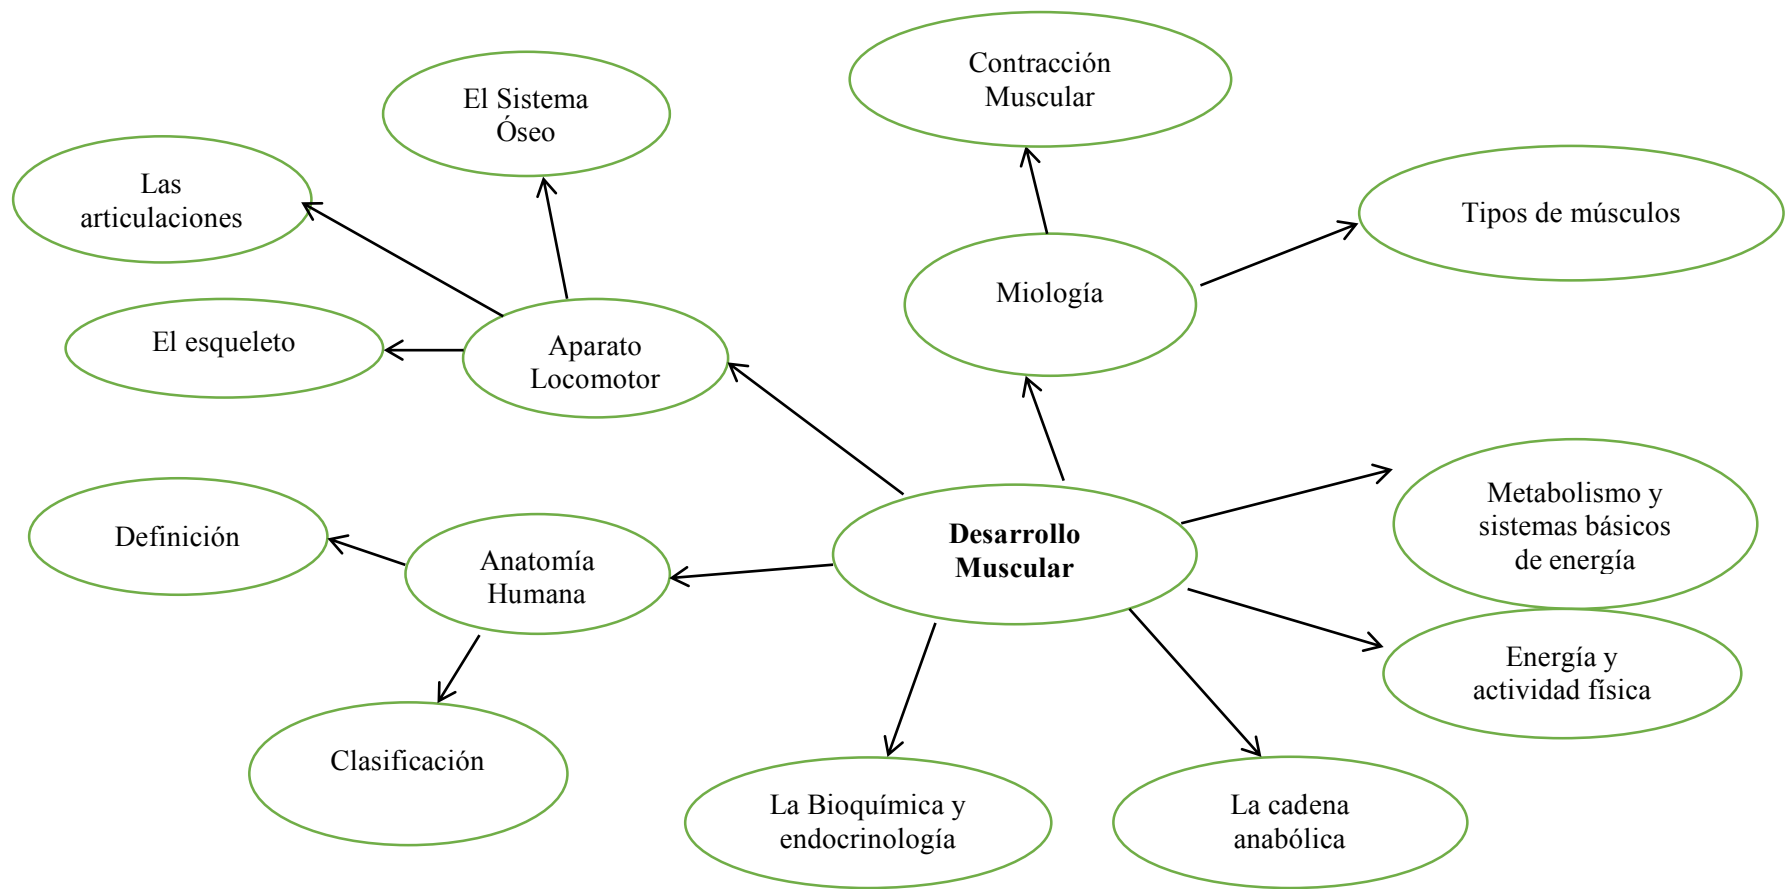 Contracción
Muscular
El Sistema
Óseo
Las
articulaciones
Tipos de músculos
Miología
El esqueleto
Aparato
Locomotor
Metabolismo y
sistemas básicos
de energía
Definición
Desarrollo
Muscular
Anatomía
Humana
Energía y
actividad física
Clasificación
La Bioquímica y
endocrinología
La cadena
anabólica